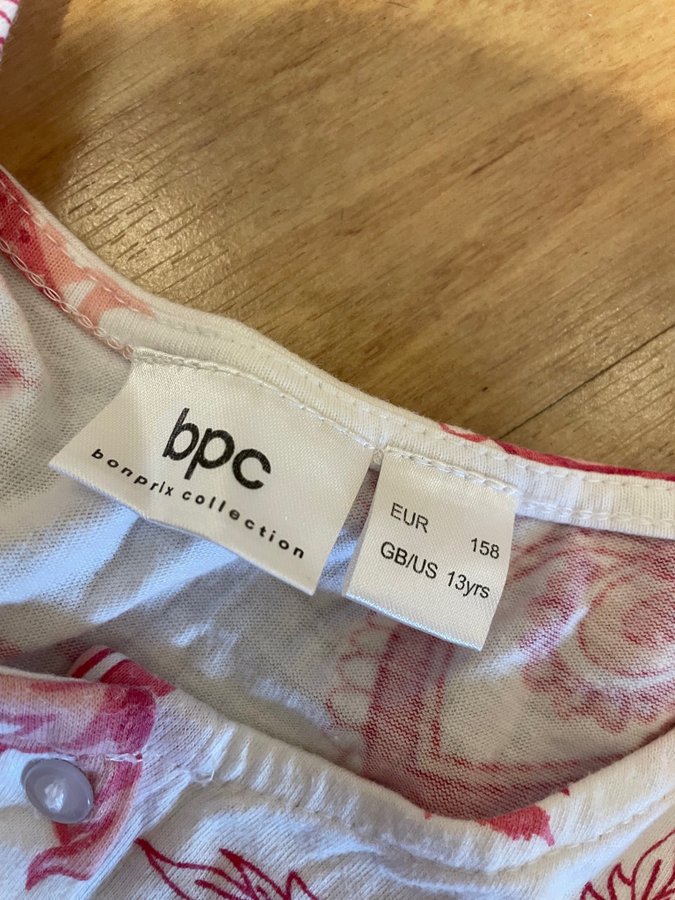 bpc
bonprix collection
EUR 158
GB/US 13yrs